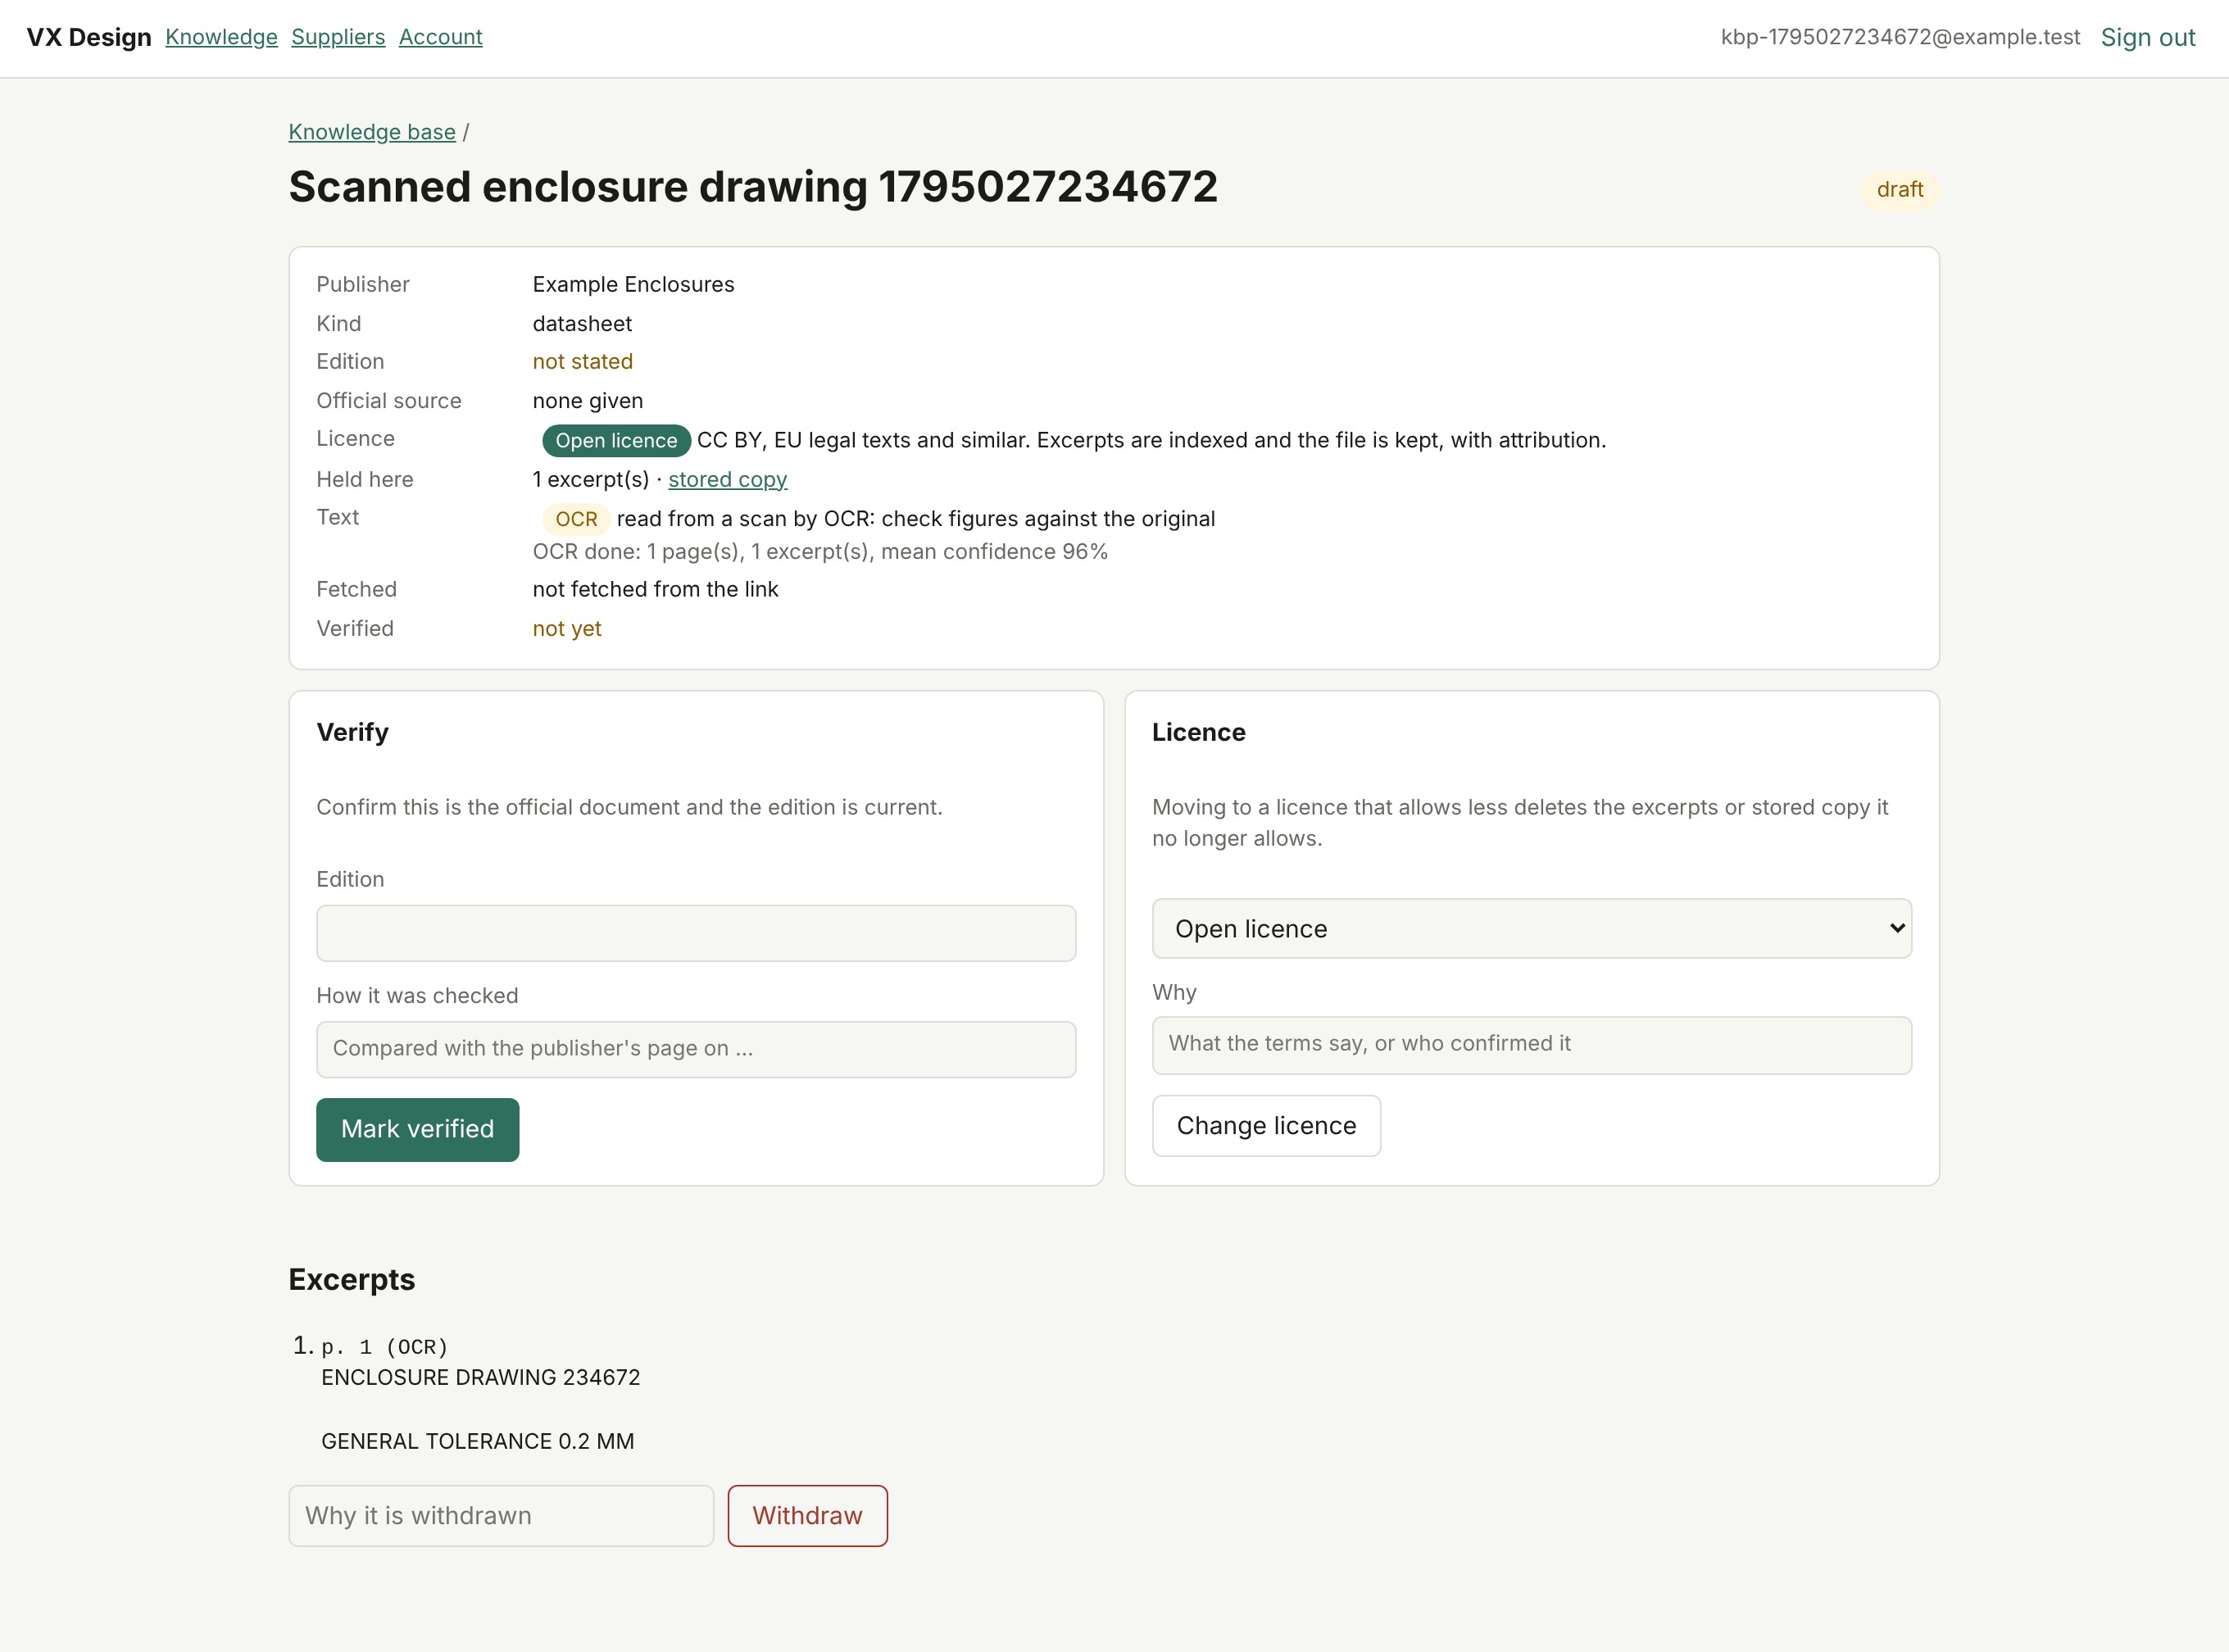 VX Design Knowledge Suppliers Account kbp-1795027234672@example.test Sign out
Knowledge base /
Scanned enclosure drawing 1795027234672 draft
Publisher Example Enclosures
Kind datasheet
Edition not stated
Official source none given
Licence Open licence CC BY, EU legal texts and similar. Excerpts are indexed and the file is kept, with attribution.
Held here 1 excerpt(s) · stored copy
Text OCR read from a scan by OCR: check figures against the original
OCR done: 1 page(s), 1 excerpt(s), mean confidence 96%
Fetched not fetched from the link
Verified not yet
Verify
Confirm this is the official document and the edition is current.
Edition
How it was checked
Compared with the publisher's page on ...
Mark verified
Licence
Moving to a licence that allows less deletes the excerpts or stored copy it
no longer allows.
Open licence
Why
What the terms say, or who confirmed it
Change licence
Excerpts
1. p. 1 (OCR)
ENCLOSURE DRAWING 234672
GENERAL TOLERANCE 0.2 MM
Why it is withdrawn Withdraw